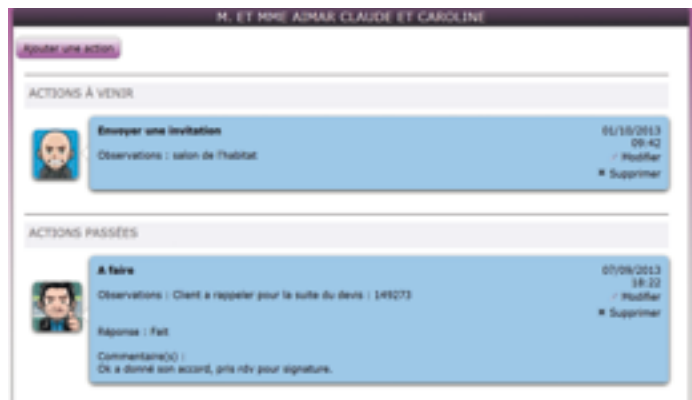 M. ET MME AIMAR CLAUDE ET CAROLINE
Ajouter une action
ACTIONS À VENIR
Envoyer une invitation
01/10/2013
09:42
Observations : salon de l'habitat
Modifier
Supprimer
ACTIONS PASSÉES
A faire
07/09/2013
18:22
Observations : Client a rappeler pour la suite du devis : 149273
Modifier
Supprimer
Réponse : Fait
Commentaire(s) :
Ok a donné son accord, pris rdv pour signature.